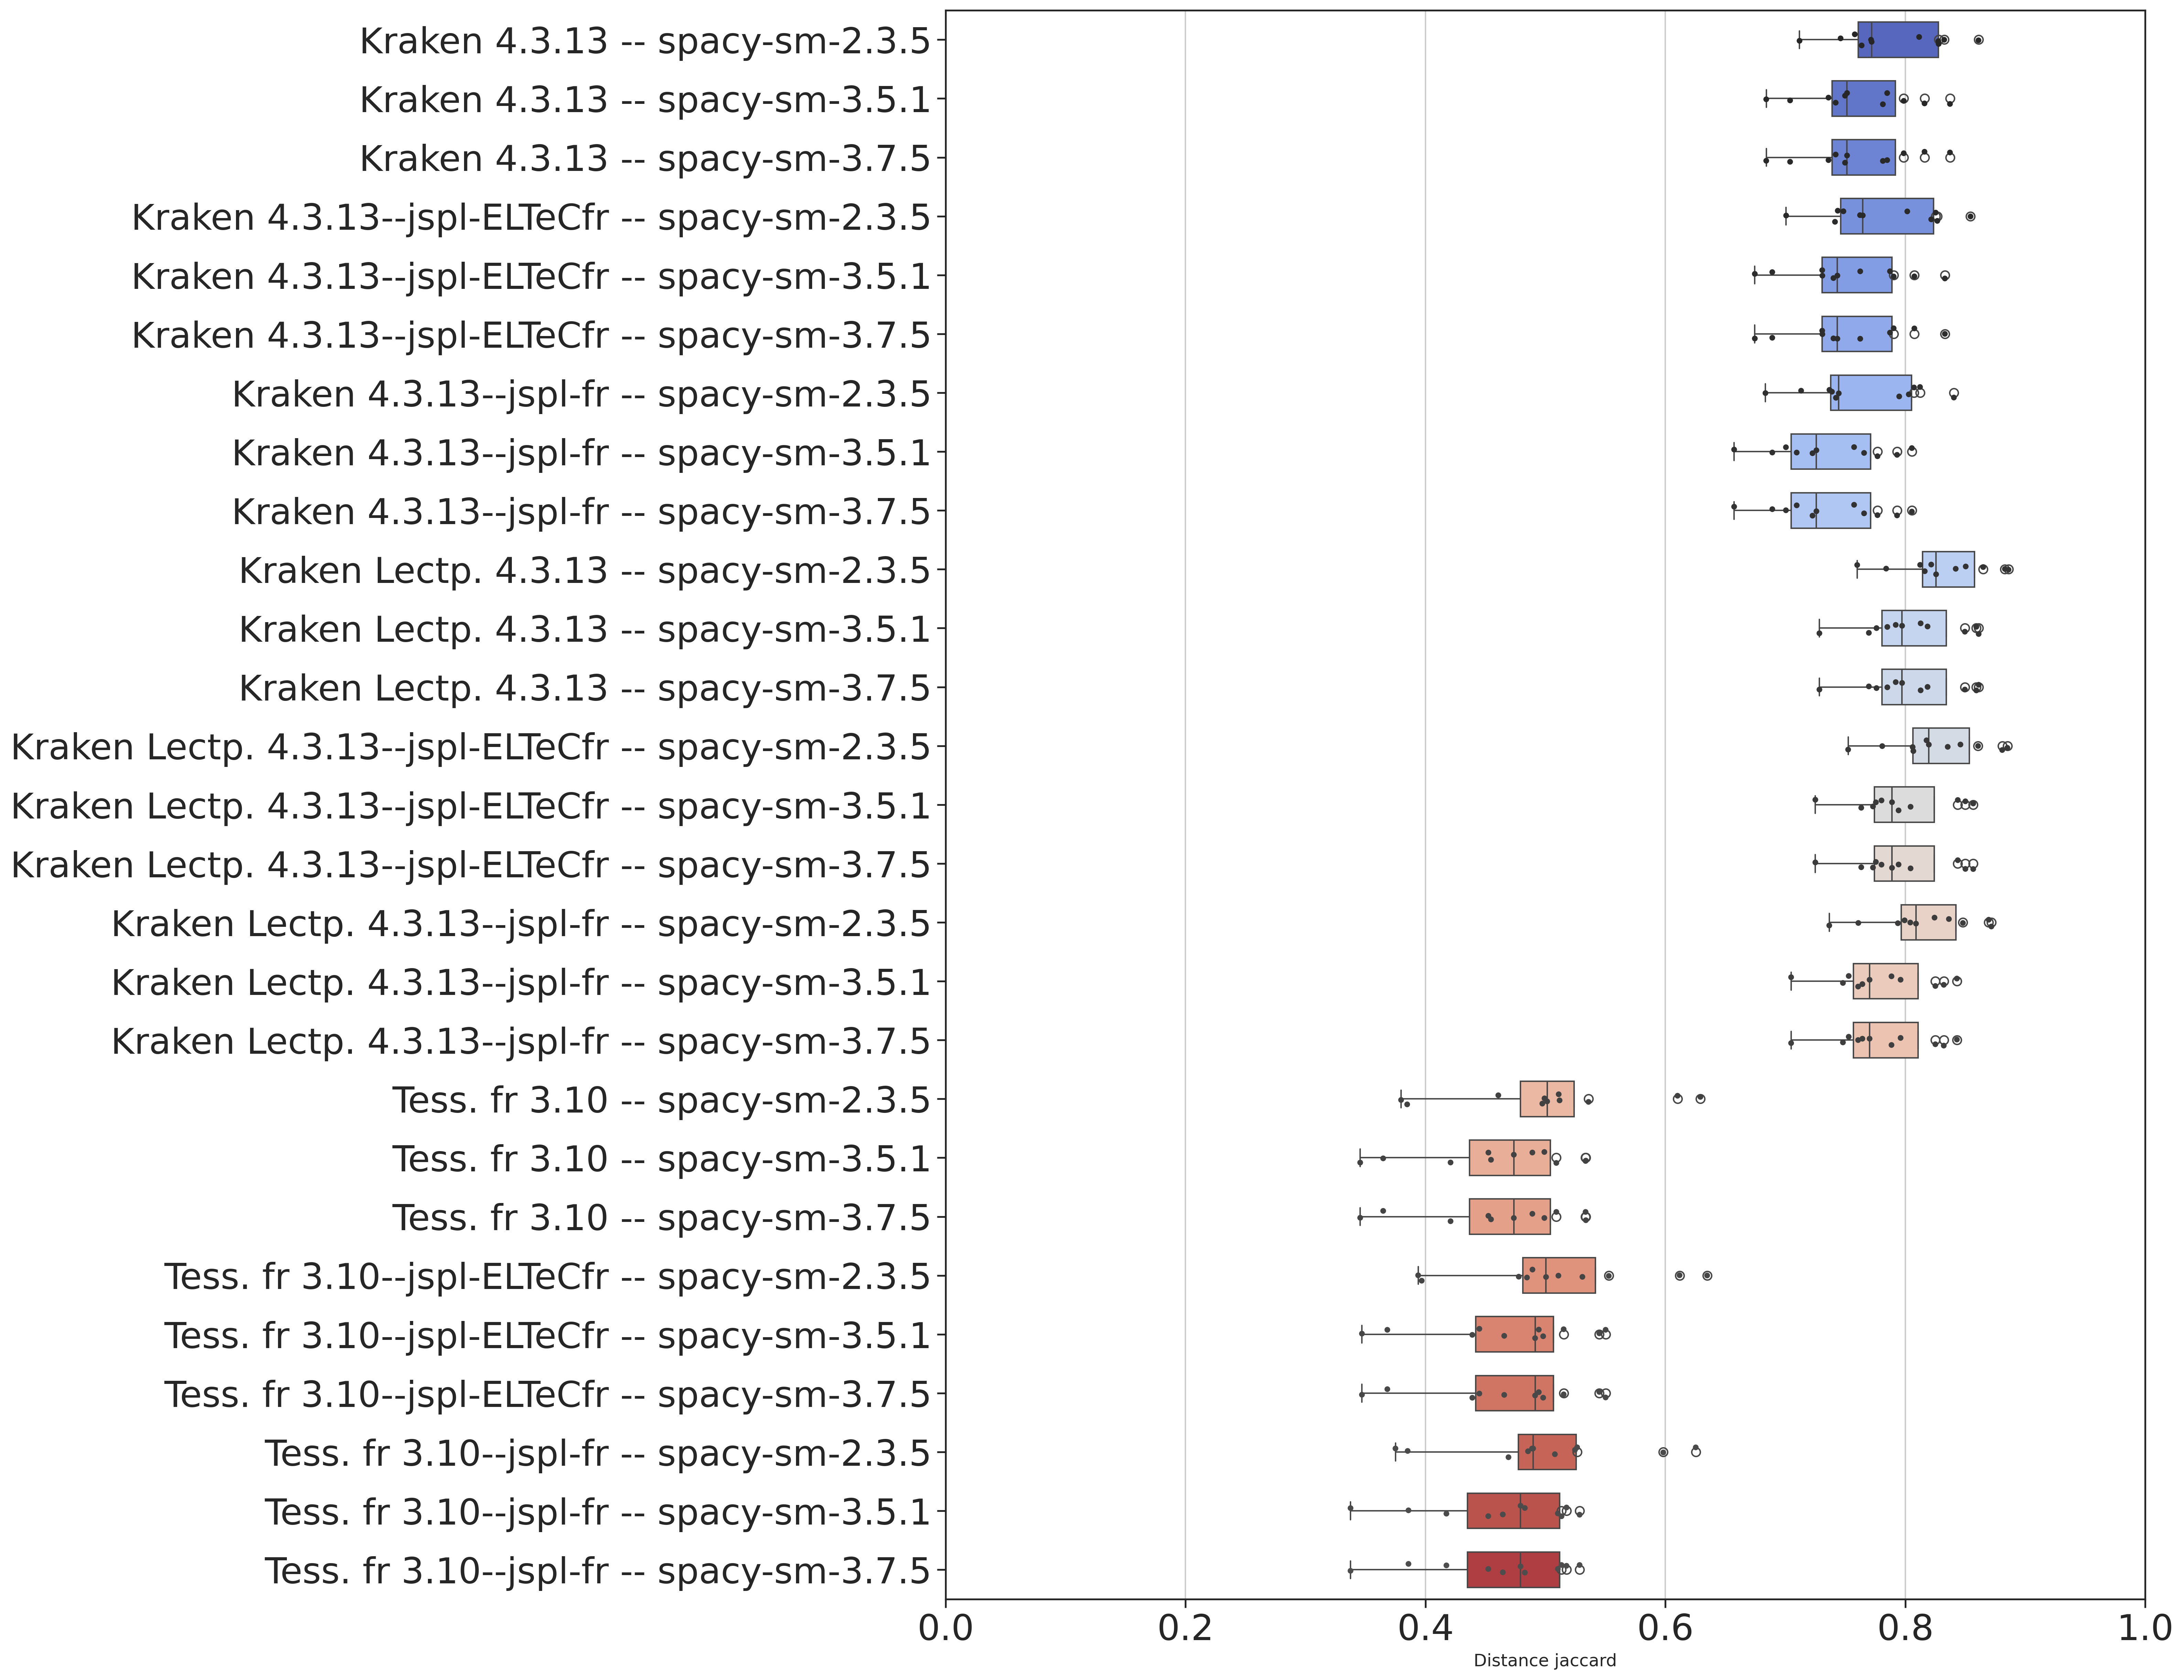 Kraken 4.3.13 -- spacy-sm-2.3.5
Kraken 4.3.13 -- spacy-sm-3.5.1
Kraken 4.3.13 -- spacy-sm-3.7.5
Kraken 4.3.13--jspl-ELTeCfr -- spacy-sm-2.3.5
Kraken 4.3.13--jspl-ELTeCfr -- spacy-sm-3.5.1
Kraken 4.3.13--jspl-ELTeCfr -- spacy-sm-3.7.5
Kraken 4.3.13--jspl-fr -- spacy-sm-2.3.5
Kraken 4.3.13--jspl-fr -- spacy-sm-3.5.1
Kraken 4.3.13--jspl-fr -- spacy-sm-3.7.5
Kraken Lectp. 4.3.13 -- spacy-sm-2.3.5
Kraken Lectp. 4.3.13 -- spacy-sm-3.5.1
Kraken Lectp. 4.3.13 -- spacy-sm-3.7.5
Kraken Lectp. 4.3.13--jspl-ELTeCfr -- spacy-sm-2.3.5
Kraken Lectp. 4.3.13--jspl-ELTeCfr -- spacy-sm-3.5.1
Kraken Lectp. 4.3.13--jspl-ELTeCfr -- spacy-sm-3.7.5
Kraken Lectp. 4.3.13--jspl-fr -- spacy-sm-2.3.5
Kraken Lectp. 4.3.13--jspl-fr -- spacy-sm-3.5.1
Kraken Lectp. 4.3.13--jspl-fr -- spacy-sm-3.7.5
Tess. fr 3.10 -- spacy-sm-2.3.5
Tess. fr 3.10 -- spacy-sm-3.5.1
Tess. fr 3.10 -- spacy-sm-3.7.5
Tess. fr 3.10--jspl-ELTeCfr -- spacy-sm-2.3.5
Tess. fr 3.10--jspl-ELTeCfr -- spacy-sm-3.5.1
Tess. fr 3.10--jspl-ELTeCfr -- spacy-sm-3.7.5
Tess. fr 3.10--jspl-fr -- spacy-sm-2.3.5
Tess. fr 3.10--jspl-fr -- spacy-sm-3.5.1
Tess. fr 3.10--jspl-fr -- spacy-sm-3.7.5
0.0 0.2 0.4 0.6 0.8 1.0
Distance jaccard